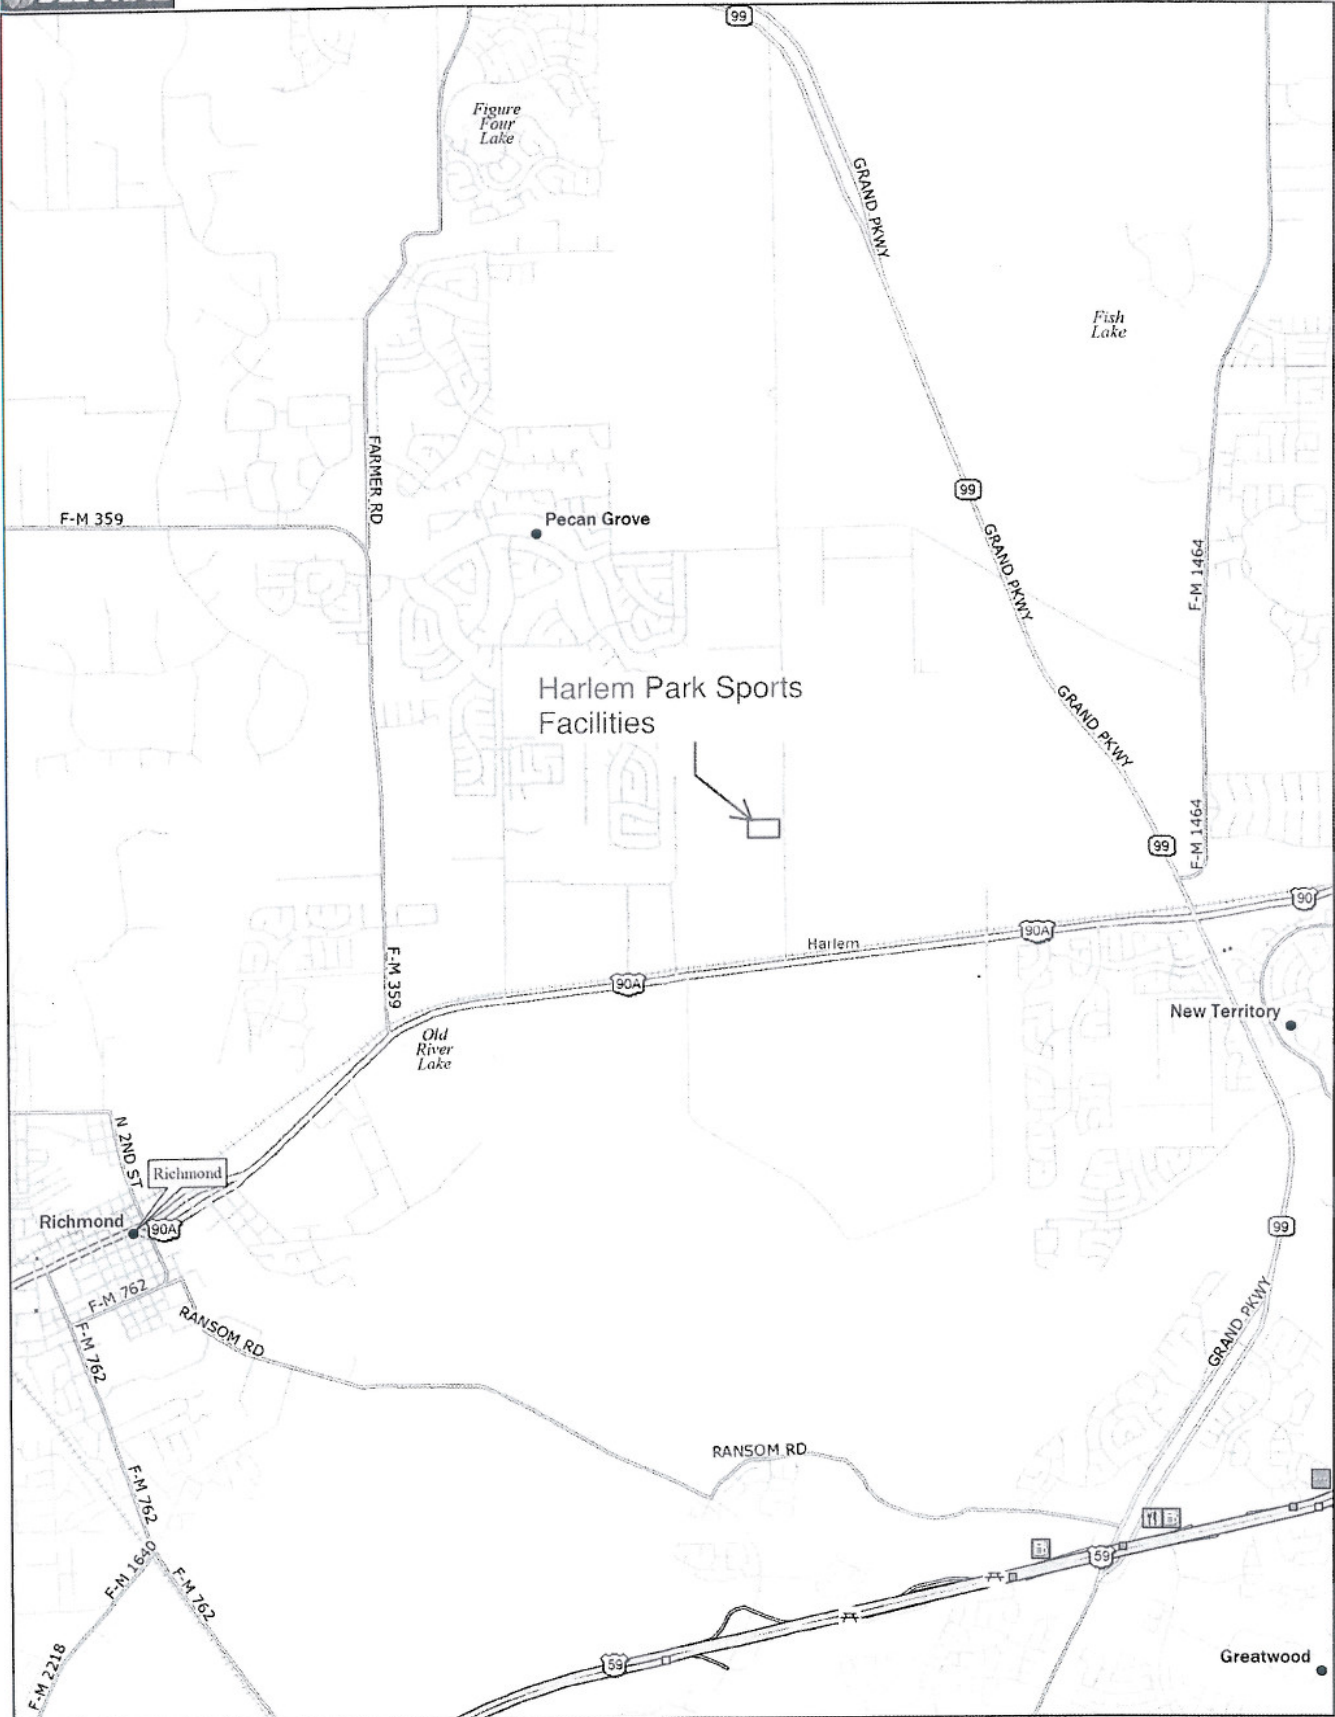 99
Figure
Four
Lake
GRAND PKWY
Fish
Lake
FARMER RD
99
F-M 359
Pecan Grove
GRAND PKWY
F-M 1464
Harlem Park Sports
Facilities
GRAND PKWY
F-M 1464
99
90
Harlem
90A
F-M 359
90A
New Territory
Old
River
Lake
N 2ND ST
Richmond
Richmond
90A
99
F-M 762
RANSOM RD
GRAND PKWY
F-M 762
RANSOM RD
F-M 762
59
F-M 1640
F-M 762
F-M 2218
59
Greatwood